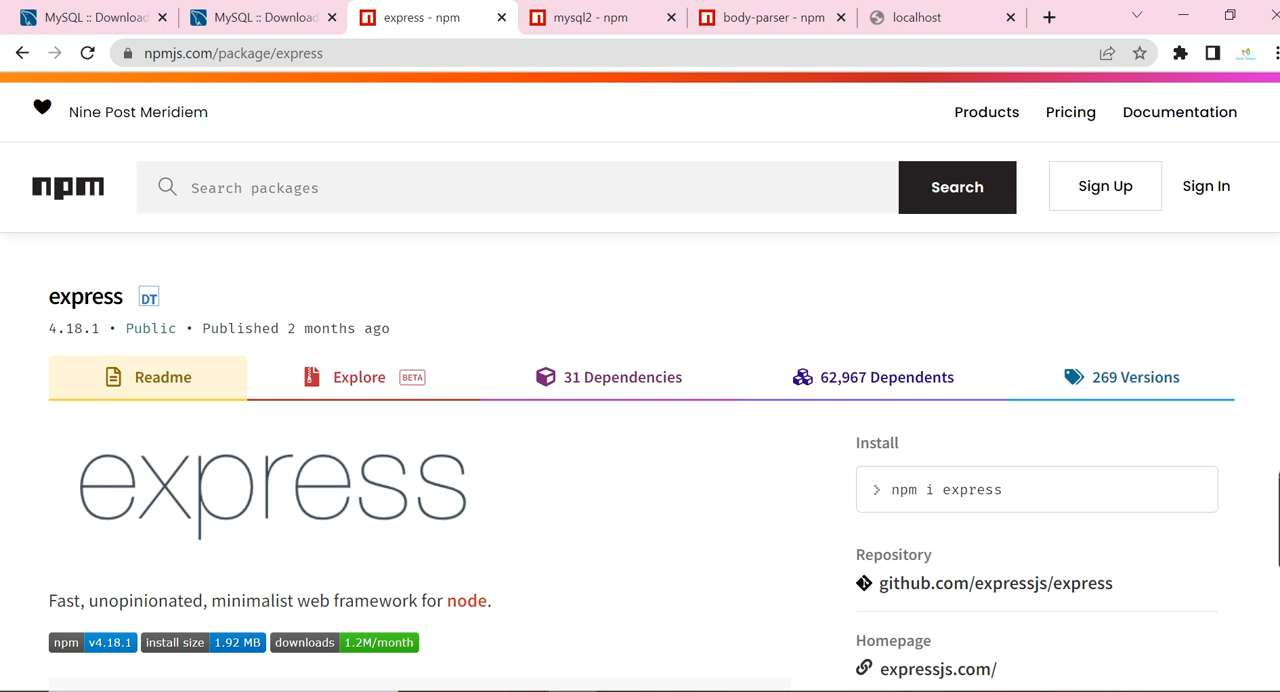 MySQL :: Download
MySQL :: Download
express - npm
mysql2 - npm
body-parser - npm
localhost
npmjs.com/package/express
Nine Post Meridiem
Products
Pricing
Documentation
npm
Search packages
Search
Sign Up
Sign In
express DT
4.18.1 • Public • Published 2 months ago
Readme
Explore BETA
31 Dependencies
62,967 Dependents
269 Versions
express
Fast, unopinionated, minimalist web framework for node.
npm v4.18.1 install size 1.92 MB downloads 1.2M/month
Install
> npm i express
Repository
github.com/expressjs/express
Homepage
expressjs.com/